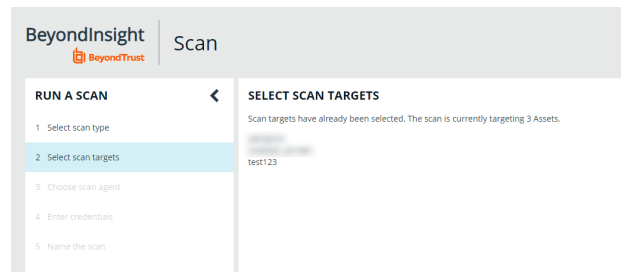 BeyondInsight
BeyondTrust
Scan
RUN A SCAN
1 Select scan type
2 Select scan targets
3 Choose scan agent
4 Enter credentials
5 Name the scan
SELECT SCAN TARGETS
Scan targets have already been selected. The scan is currently targeting 3 Assets.
test123